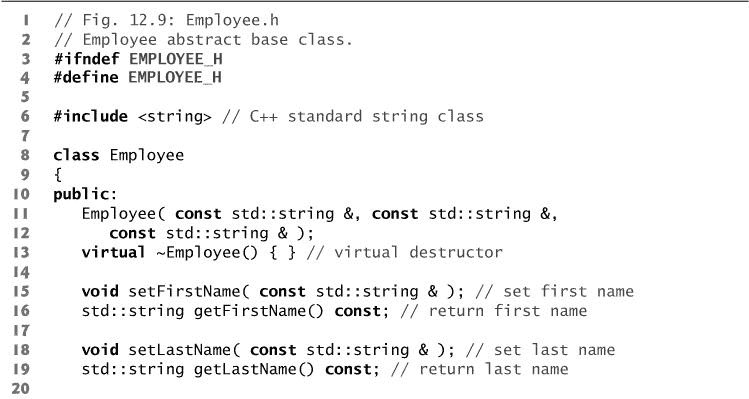 1 // Fig. 12.9: Employee.h
2 // Employee abstract base class.
3 #ifndef EMPLOYEE_H
4 #define EMPLOYEE_H
5
6 #include <string> // C++ standard string class
7
8 class Employee
9 {
10 public:
11 Employee( const std::string &, const std::string &,
12 const std::string & );
13 virtual ~Employee() { } // virtual destructor
14
15 void setFirstName( const std::string & ); // set first name
16 std::string getFirstName() const; // return first name
17
18 void setLastName( const std::string & ); // set last name
19 std::string getLastName() const; // return last name
20